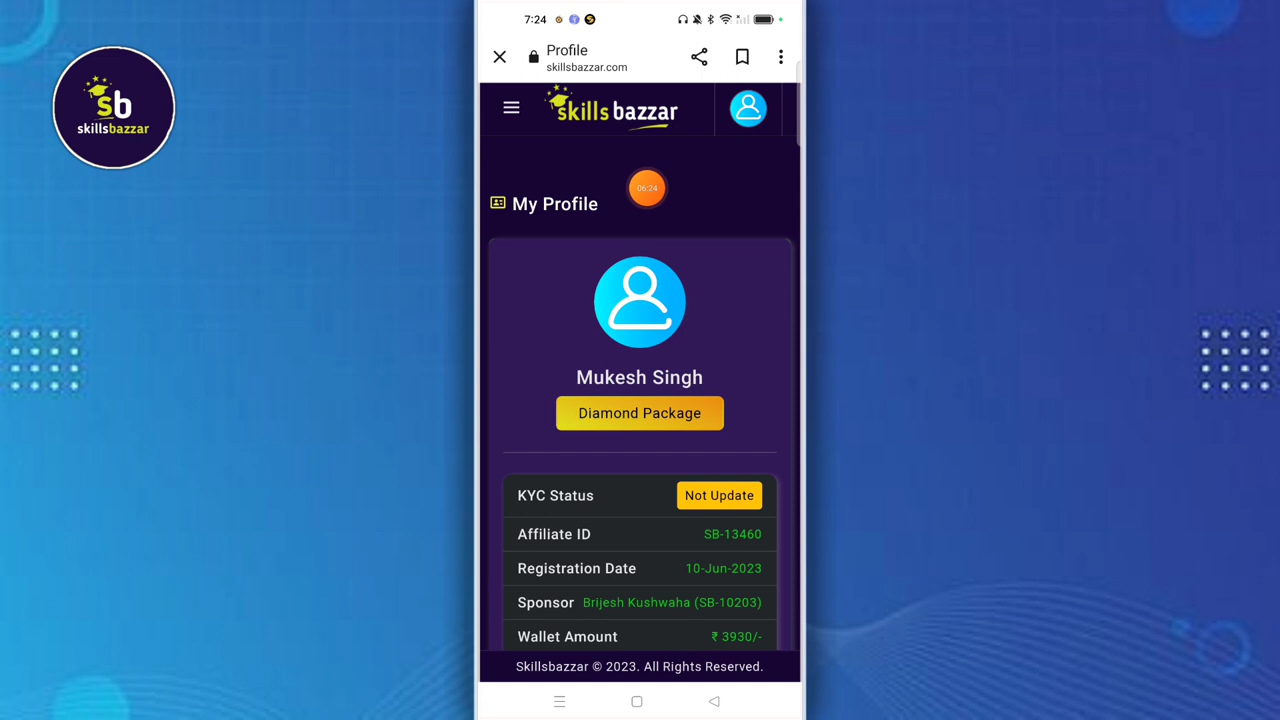 7:24
Profile
skillsbazzar.com
sb
skillsbazzar
skills bazzar
06:24
My Profile
Mukesh Singh
Diamond Package
KYC Status Not Update
Affiliate ID SB-13460
Registration Date 10-Jun-2023
Sponsor Brijesh Kushwaha (SB-10203)
Wallet Amount ₹ 3930/-
Skillsbazzar © 2023. All Rights Reserved.